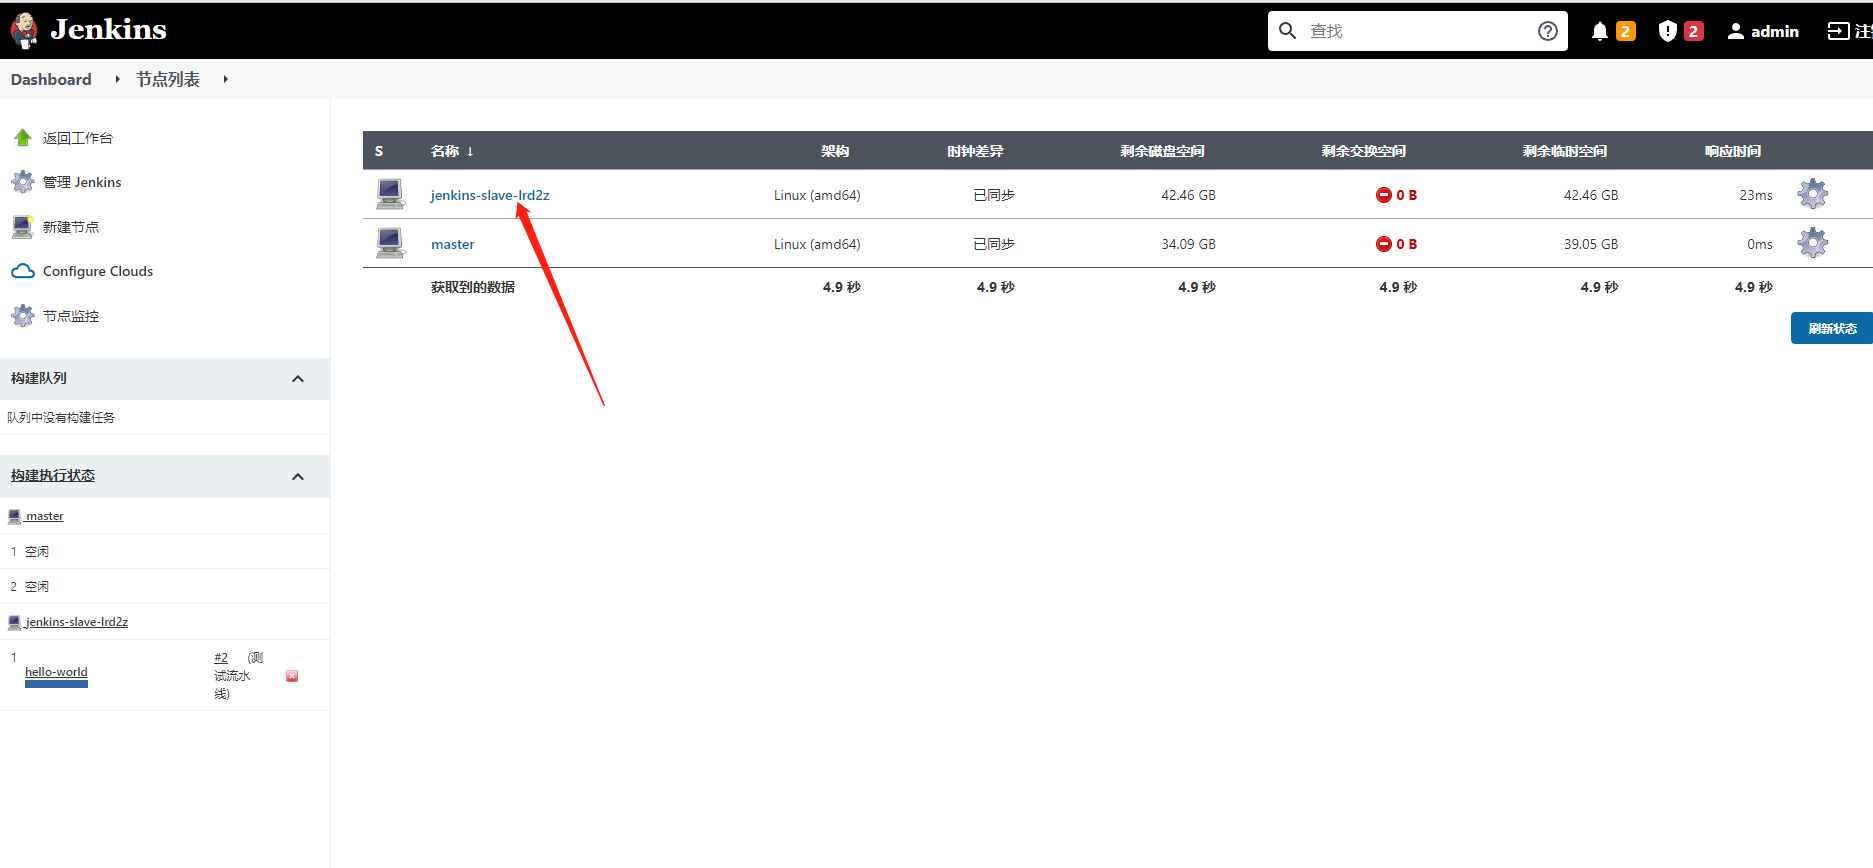 Jenkins
查找
2
2
admin
Dashboard
节点列表
返回工作台
管理 Jenkins
新建节点
Configure Clouds
节点监控
构建队列
队列中没有构建任务
构建执行状态
master
1 空闲
2 空闲
jenkins-slave-lrd2z
1
hello-world
#2 (测
试流水
线)
S 名称 ↓ 架构 时钟差异 剩余磁盘空间 剩余交换空间 剩余临时空间 响应时间
jenkins-slave-lrd2z Linux (amd64) 已同步 42.46 GB 0 B 42.46 GB 23ms
master Linux (amd64) 已同步 34.09 GB 0 B 39.05 GB 0ms
获取到的数据 4.9 秒 4.9 秒 4.9 秒 4.9 秒 4.9 秒 4.9 秒
刷新状态